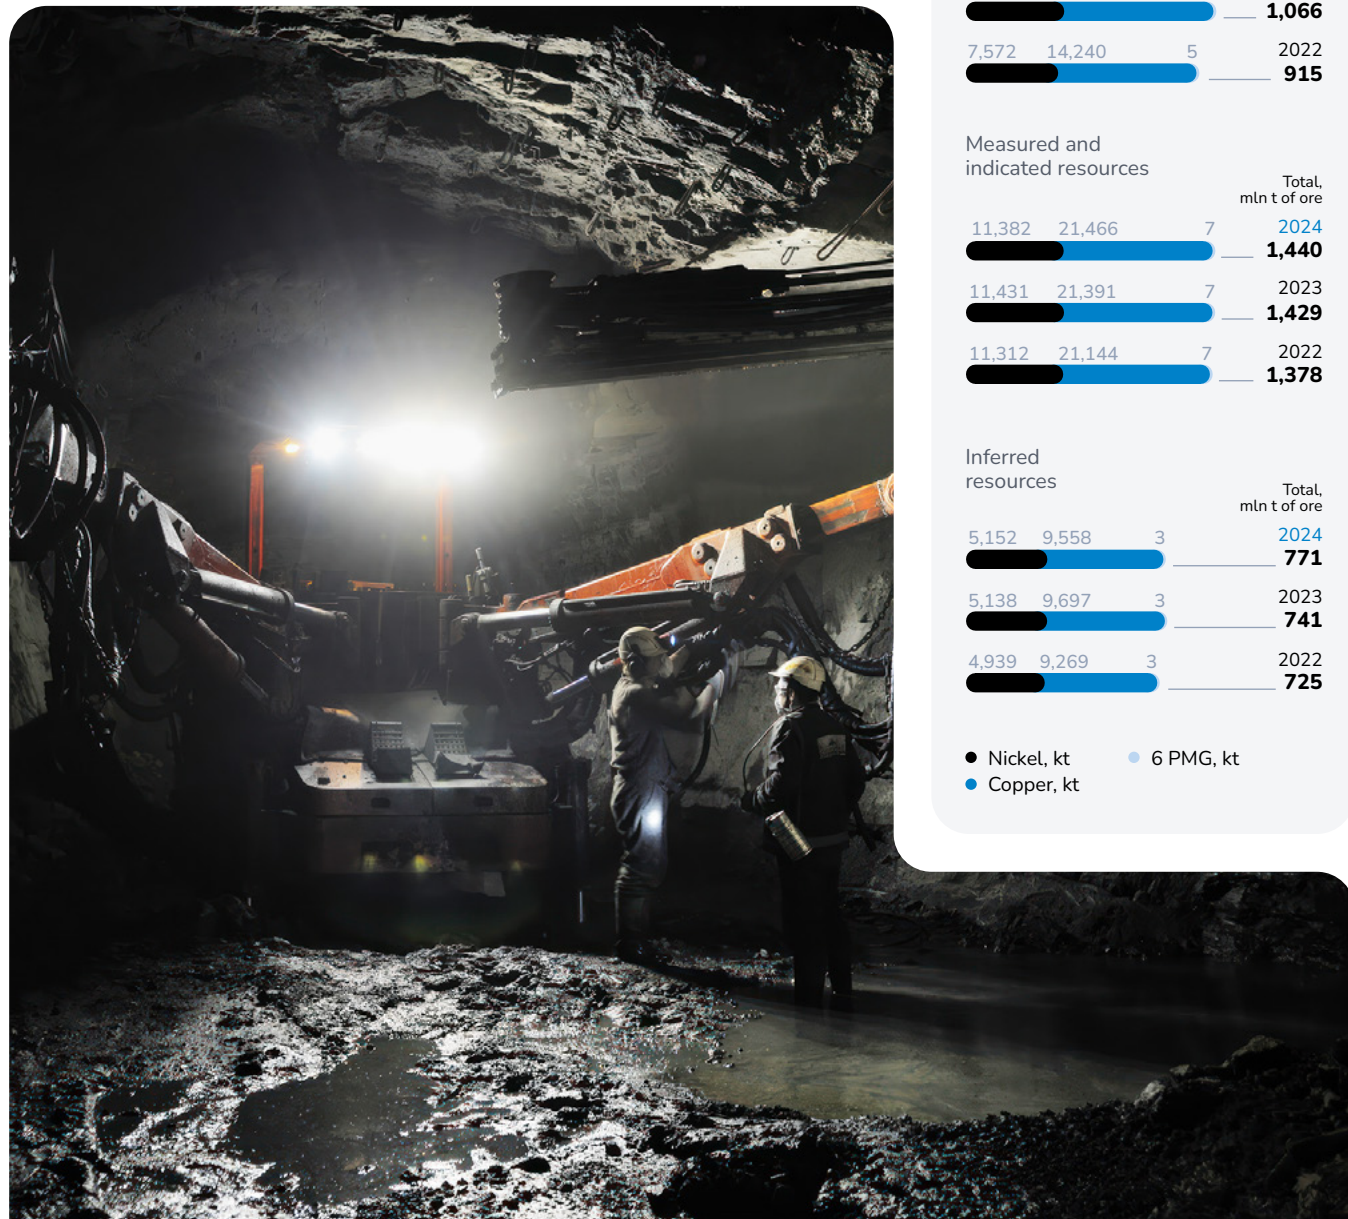 1,066
7,572 14,240 5 2022
915
Measured and
indicated resources
Total,
mln t of ore
11,382 21,466 7 2024
1,440
11,431 21,391 7 2023
1,429
11,312 21,144 7 2022
1,378
Inferred
resources
Total,
mln t of ore
5,152 9,558 3 2024
771
5,138 9,697 3 2023
741
4,939 9,269 3 2022
725
Nickel, kt 6 PMG, kt
Copper, kt